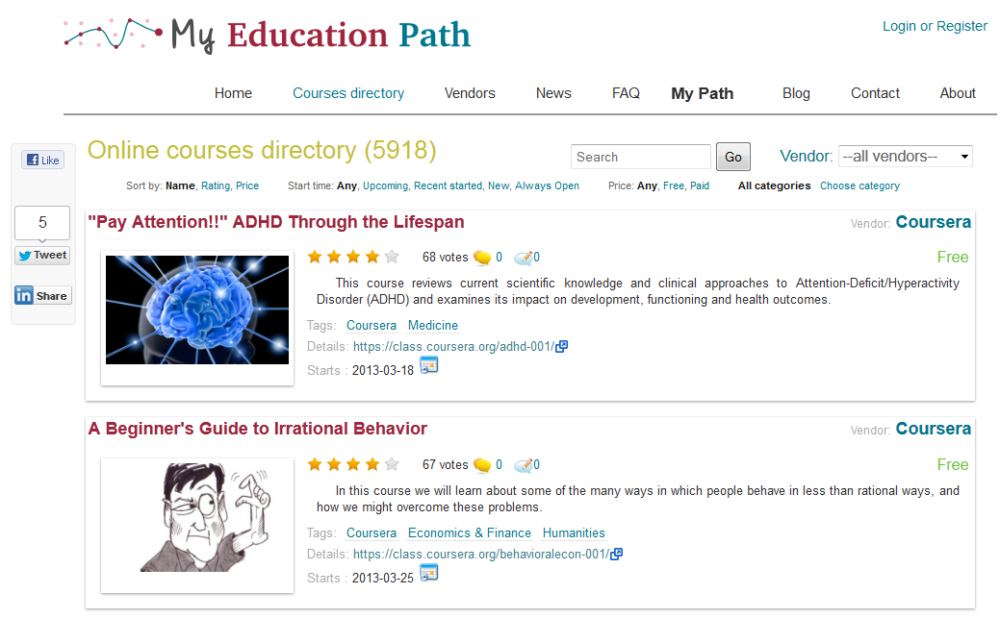 My Education Path
Login or Register
Home Courses directory Vendors News FAQ My Path Blog Contact About
Like
5
Tweet
Share
Online courses directory (5918)
Search Go Vendor: --all vendors--
Sort by: Name, Rating, Price Start time: Any, Upcoming, Recent started, New, Always Open Price: Any, Free, Paid All categories Choose category
"Pay Attention!!" ADHD Through the Lifespan Vendor: Coursera
68 votes 0 0 Free
This course reviews current scientific knowledge and clinical approaches to Attention-Deficit/Hyperactivity
Disorder (ADHD) and examines its impact on development, functioning and health outcomes.
Tags: Coursera Medicine
Details: https://class.coursera.org/adhd-001/
Starts : 2013-03-18
A Beginner's Guide to Irrational Behavior Vendor: Coursera
67 votes 0 0 Free
In this course we will learn about some of the many ways in which people behave in less than rational ways, and
how we might overcome these problems.
Tags: Coursera Economics & Finance Humanities
Details: https://class.coursera.org/behavioralecon-001/
Starts : 2013-03-25